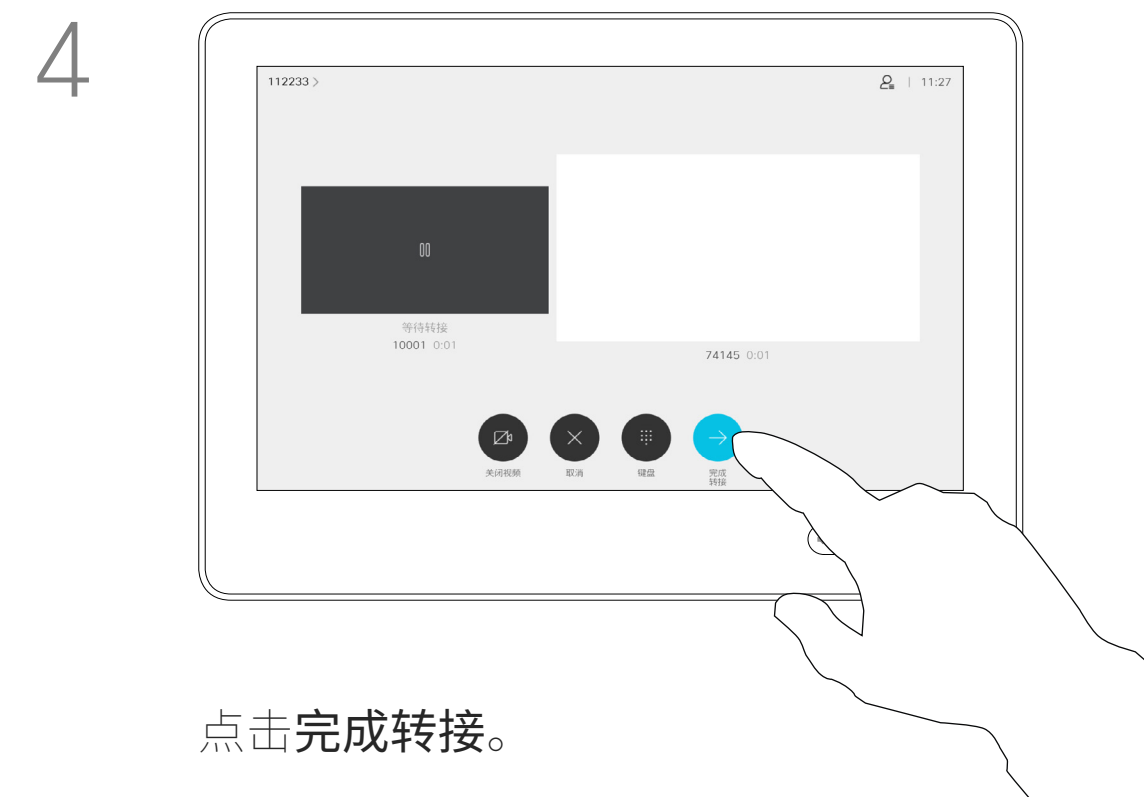 4
112233 >
| 11:27
等待转接
10001 0:01
74145 0:01
关闭视频
取消
键盘
完成
转接
点击完成转接。